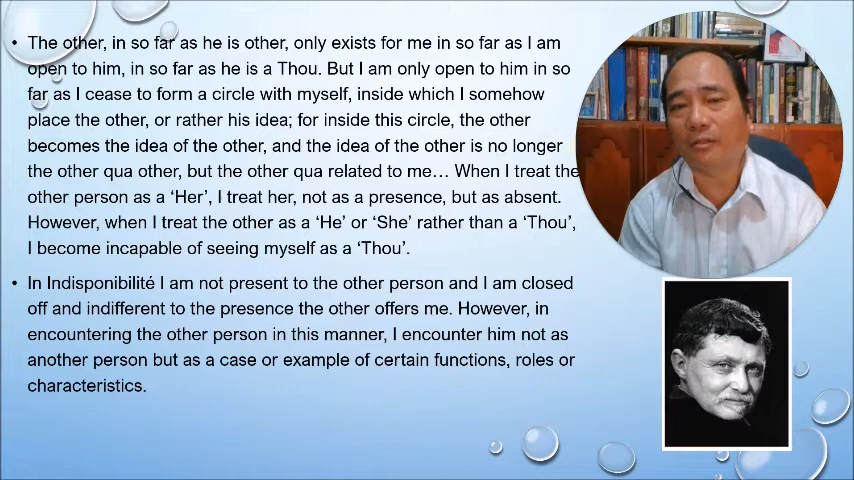 • The other, in so far as he is other, only exists for me in so far as I am
open to him, in so far as he is a Thou. But I am only open to him in so
far as I cease to form a circle with myself, inside which I somehow
place the other, or rather his idea; for inside this circle, the other
becomes the idea of the other, and the idea of the other is no longer
the other qua other, but the other qua related to me… When I treat the
other person as a ‘Her’, I treat her, not as a presence, but as absent.
However, when I treat the other as a ‘He’ or ‘She’ rather than a ‘Thou’,
I become incapable of seeing myself as a ‘Thou’.
• In Indisponibilité I am not present to the other person and I am closed
off and indifferent to the presence the other offers me. However, in
encountering the other person in this manner, I encounter him not as
another person but as a case or example of certain functions, roles or
characteristics.